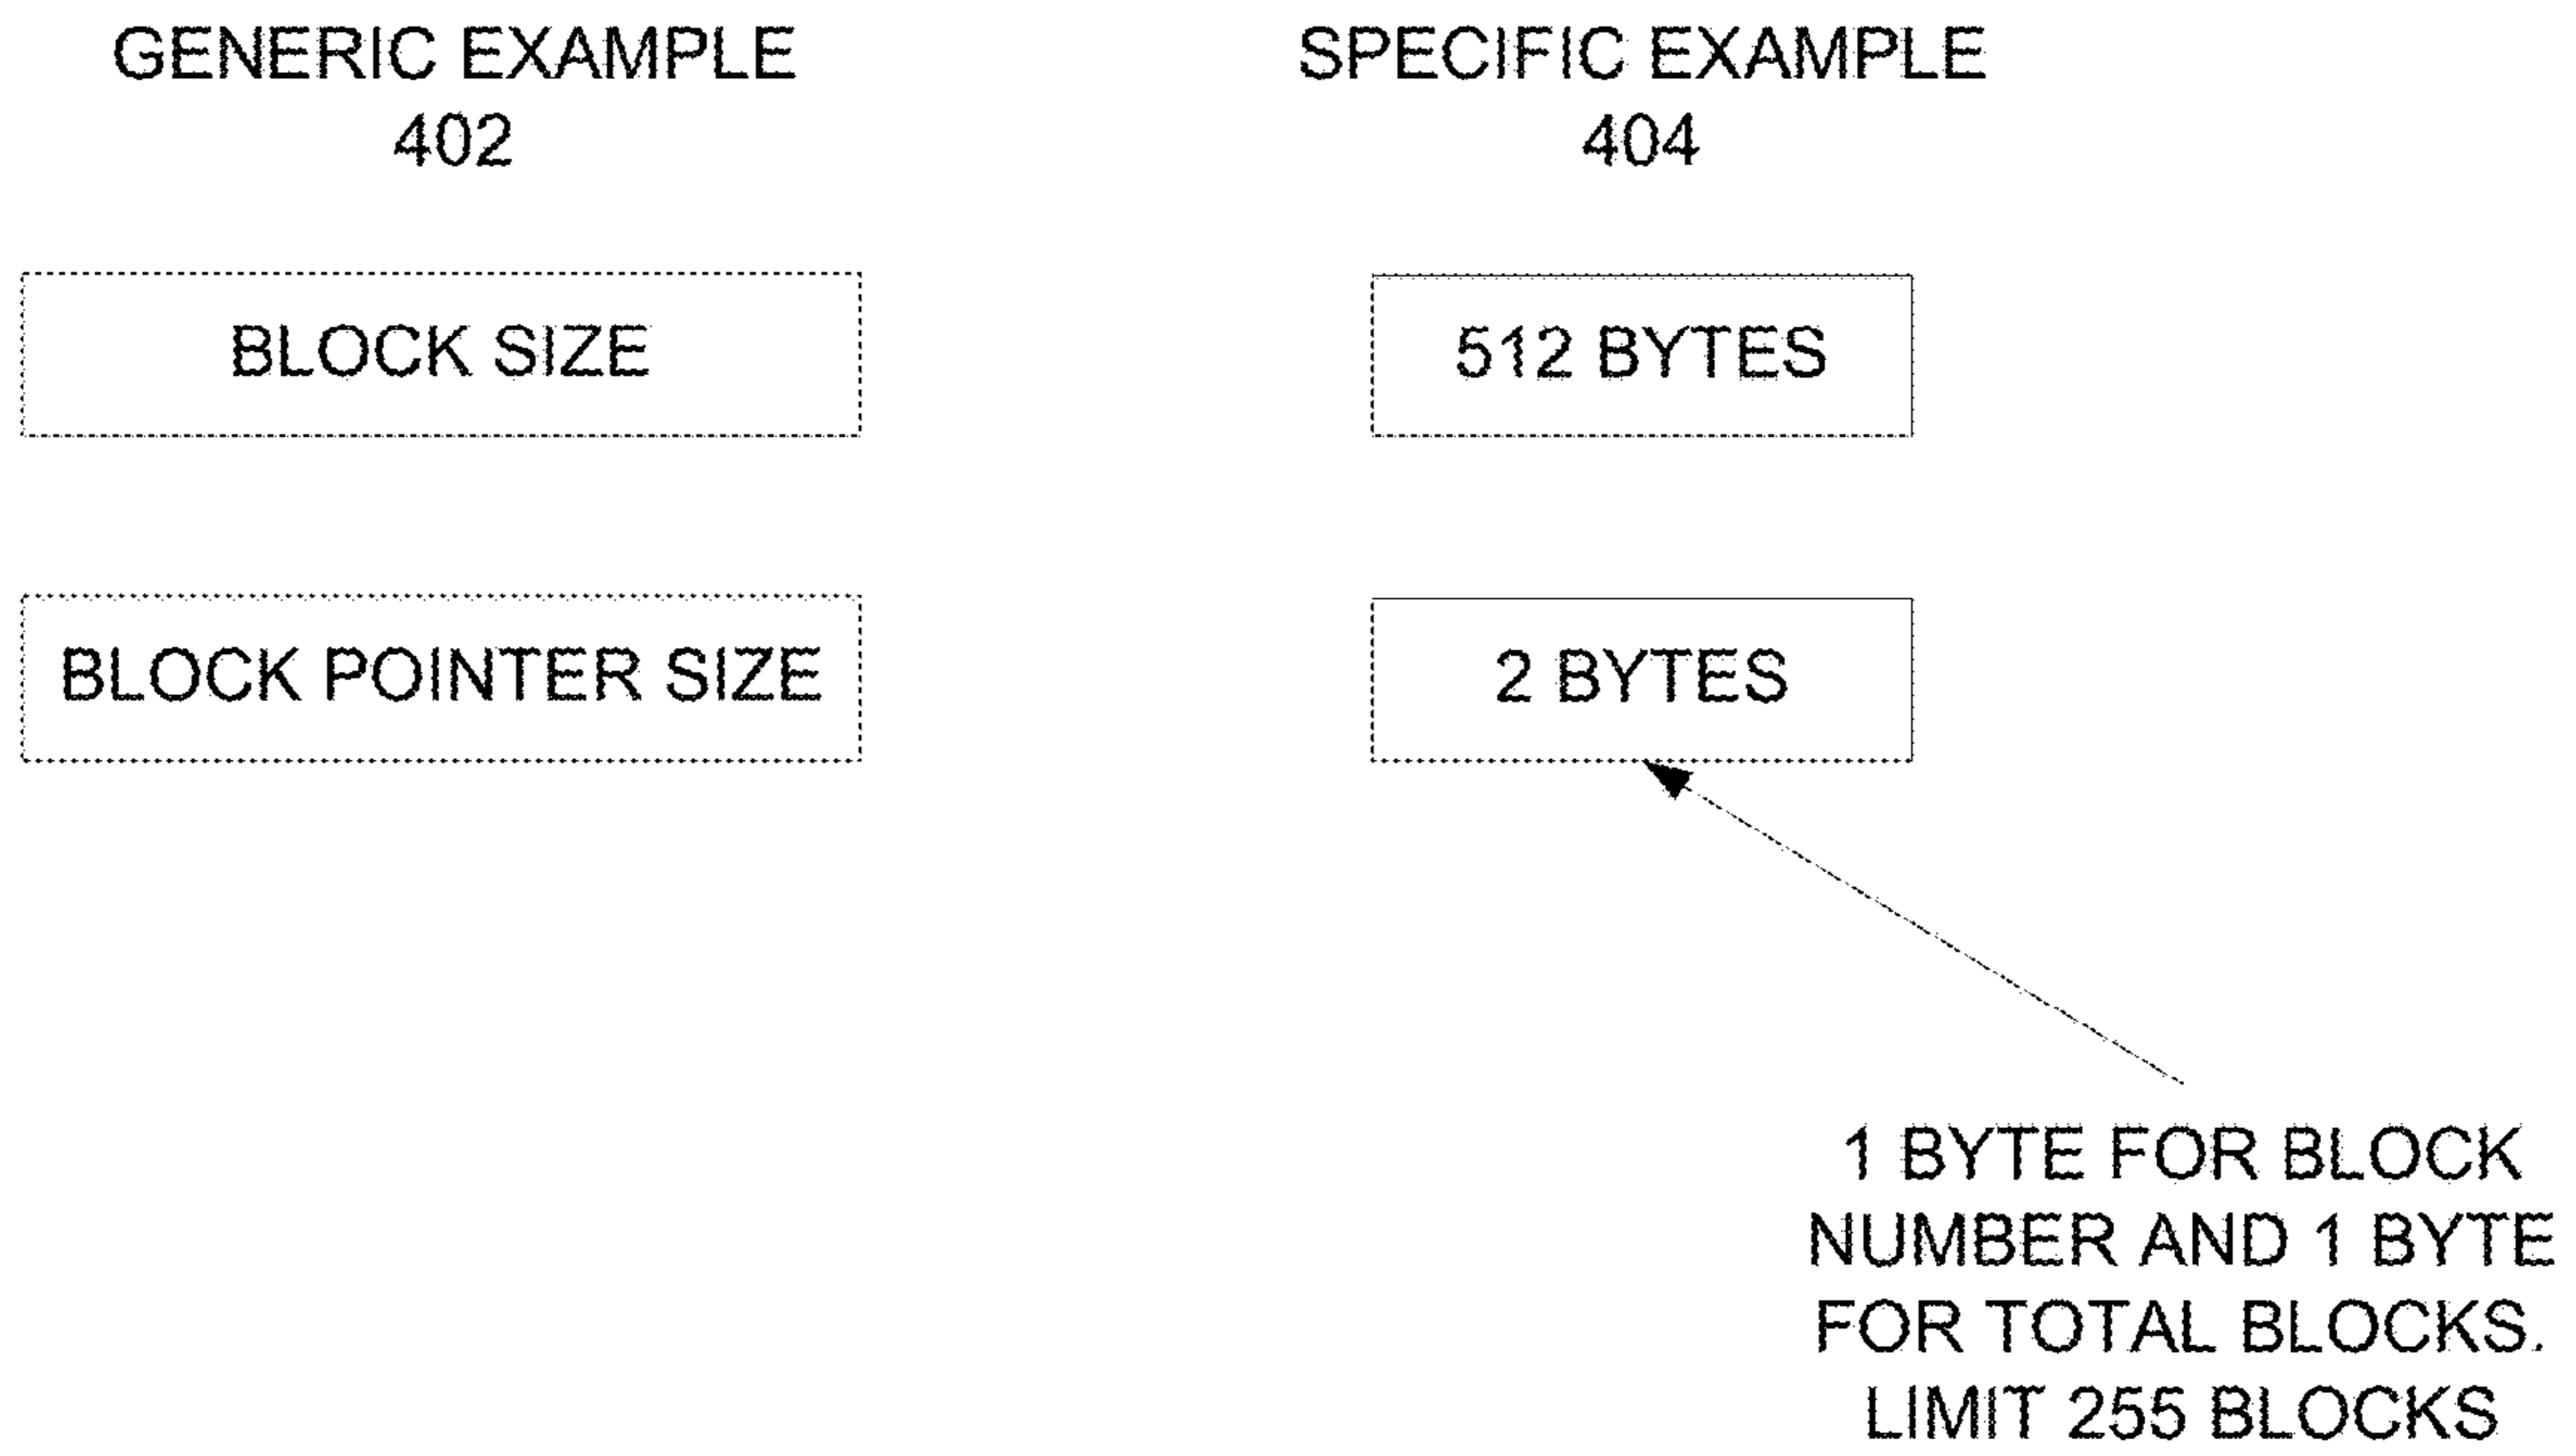 GENERIC EXAMPLE
402
SPECIFIC EXAMPLE
404
BLOCK SIZE
512 BYTES
BLOCK POINTER SIZE
2 BYTES
1 BYTE FOR BLOCK
NUMBER AND 1 BYTE
FOR TOTAL BLOCKS.
LIMIT 255 BLOCKS